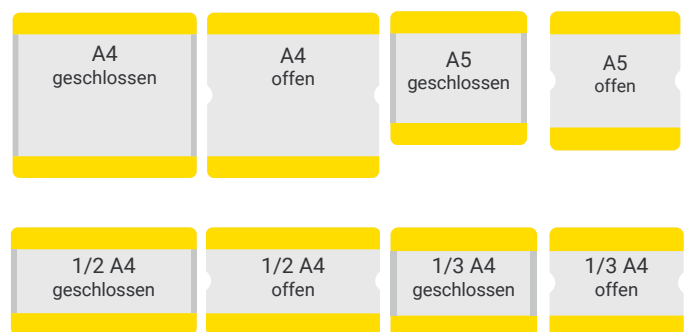 A4
geschlossen
A4
offen
A5
geschlossen
A5
offen
1/2 A4
geschlossen
1/2 A4
offen
1/3 A4
geschlossen
1/3 A4
offen